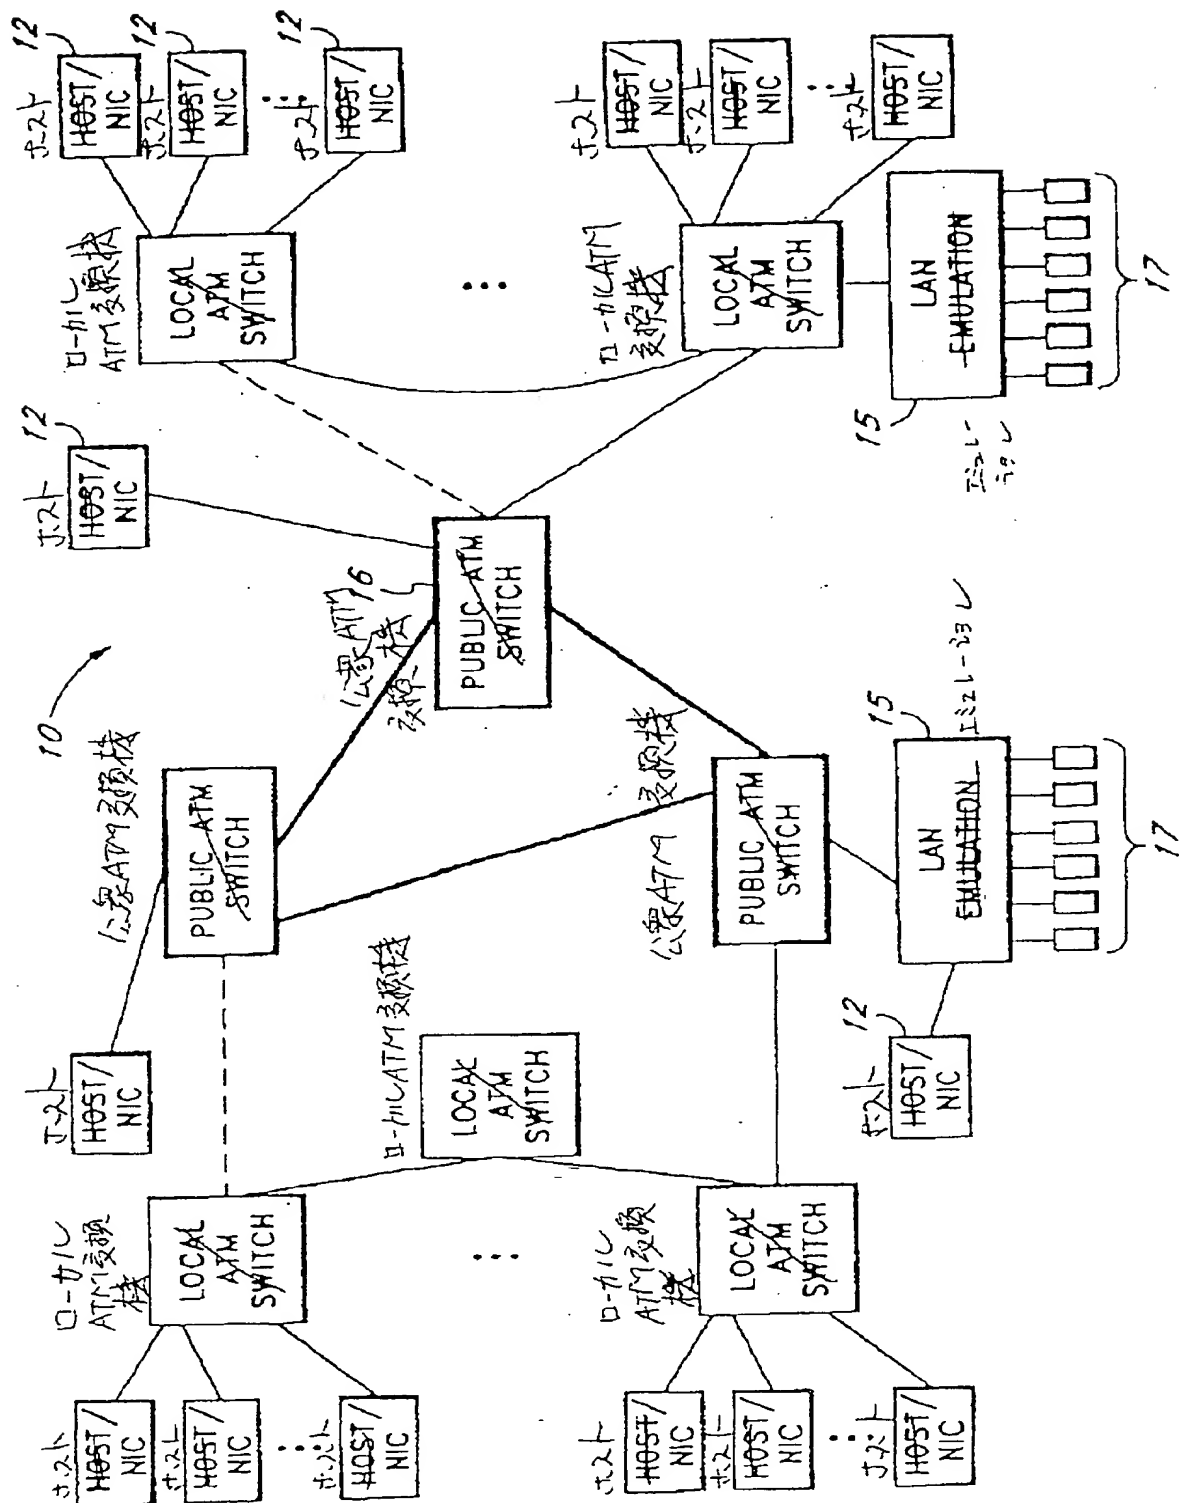 10
ホスト
HOST/
NIC
ホスト
HOST/
NIC
ホスト
HOST/
NIC
ローカル
ATM交換
機
LOCAL
ATM
SWITCH
ホスト
HOST/
NIC
公衆ATM交換機
PUBLIC ATM
SWITCH
ホスト
HOST/
NIC
12
ローカル
ATM交換機
LOCAL
ATM
SWITCH
ホスト
HOST/
NIC
12
ホスト
HOST/
NIC
12
ホスト
HOST/
NIC
12
ローカルATM交換機
LOCAL
ATM
SWITCH
公衆ATM
交換機
16
PUBLIC ATM
SWITCH
ホスト
HOST/
NIC
ホスト
HOST/
NIC
ホスト
HOST/
NIC
ローカル
ATM交換
機
LOCAL
ATM
SWITCH
公衆ATM
交換機
PUBLIC ATM
SWITCH
ローカルATM
交換機
LOCAL
ATM
SWITCH
ホスト
HOST/
NIC
ホスト
HOST/
NIC
ホスト
HOST/
NIC
ホスト
HOST/
NIC
12
LAN
EMULATION
エミュレーション
15
17
LAN
EMULATION
エミュレー
ション
15
17